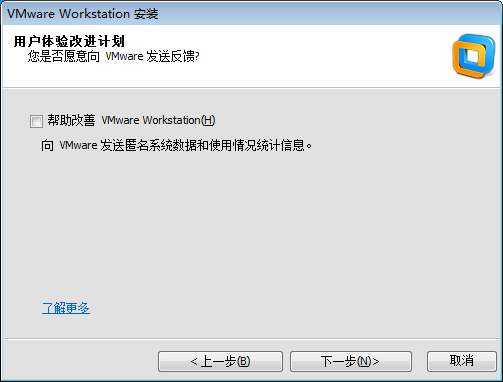 VMware Workstation 安装
用户体验改进计划
您是否愿意向 VMware 发送反馈?
帮助改善 VMware Workstation(H)
向 VMware 发送匿名系统数据和使用情况统计信息。
了解更多
< 上一步(B)
下一步(N)>
取消